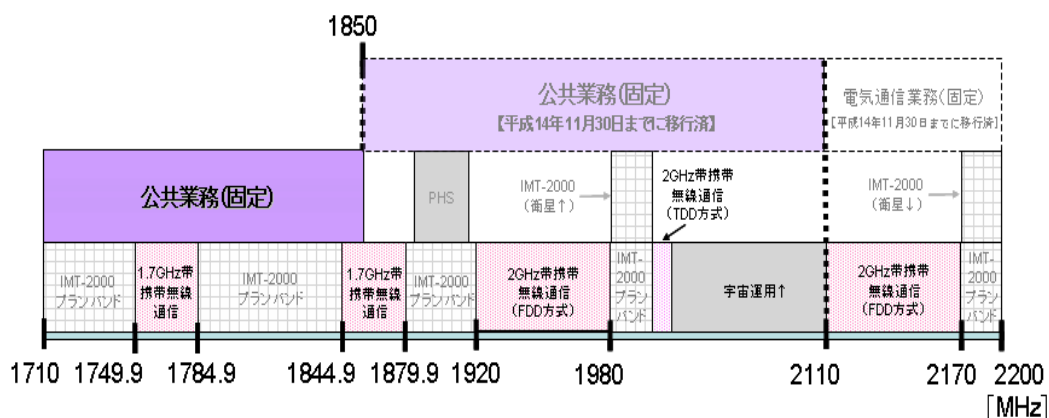 1850
公共業務(固定)
【平成14年11月30日までに移行済】
電気通信業務(固定)
【平成14年11月30日までに移行済】
公共業務(固定)
PHS
IMT-2000
(衛星↑)
2GHz帯携帯
無線通信
(TDD方式)
IMT-2000
(衛星↓)
IMT-2000
プランバンド
1.7GHz帯
携帯無線
通信
IMT-2000
プランバンド
1.7GHz帯
携帯無線
通信
IMT-2000
プランバンド
2GHz帯携帯
無線通信
(FDD方式)
IMT-
2000
プラン
バンド
宇宙運用↑
2GHz帯携帯
無線通信
(FDD方式)
IMT-
2000
プラン
バンド
1710 1749.9 1784.9 1844.9 1879.9 1920 1980 2110 2170 2200
[MHz]